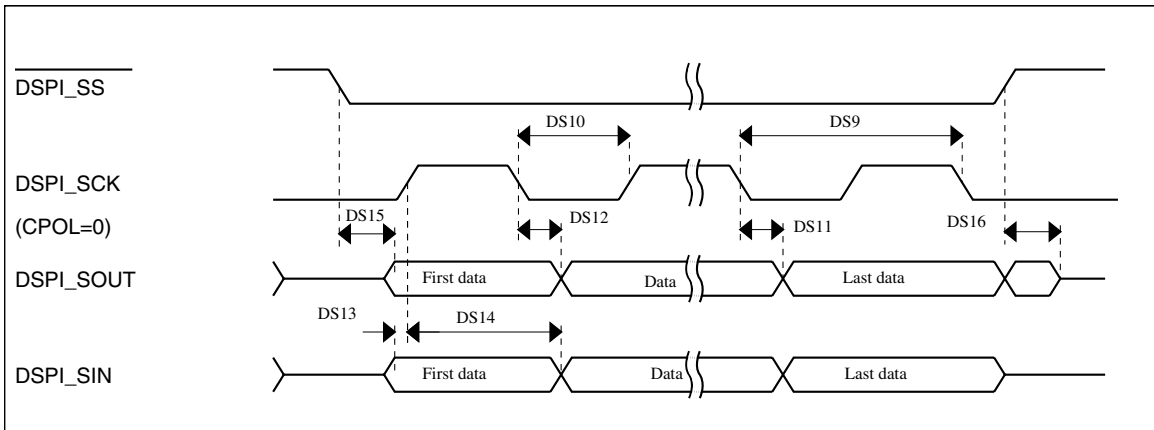 DSPI_SS
DS10
DS9
DSPI_SCK
(CPOL=0)
DS15
DS12
DS11
DS16
DSPI_SOUT
First data
Data
Last data
DS13
DS14
DSPI_SIN
First data
Data
Last data